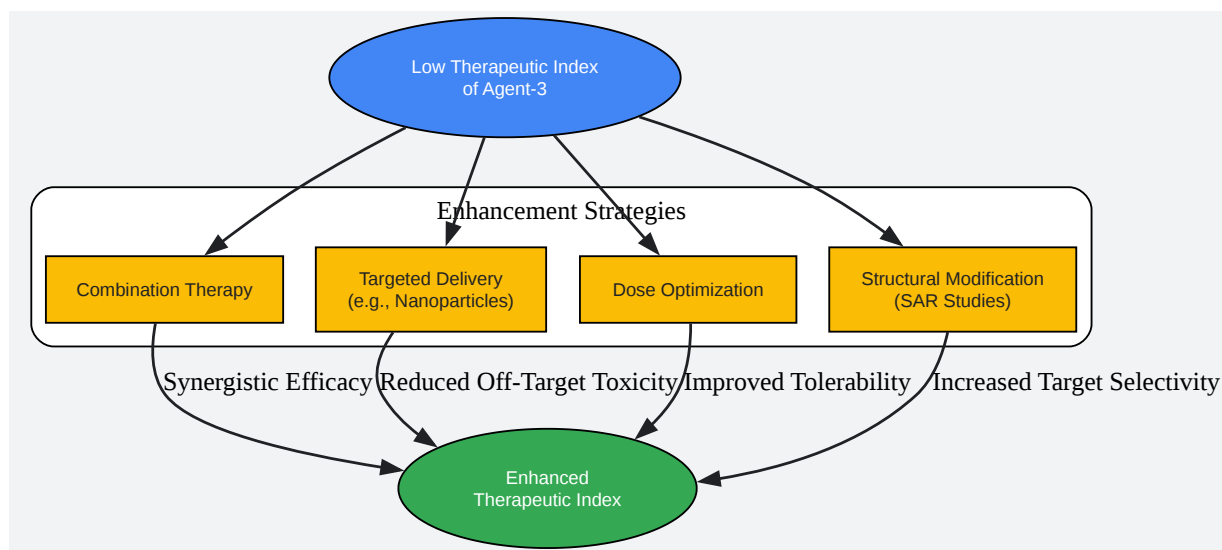 Low Therapeutic Index
of Agent-3
Enhancement Strategies
Combination Therapy
Targeted Delivery
(e.g., Nanoparticles)
Dose Optimization
Structural Modification
(SAR Studies)
Synergistic Efficacy
Reduced Off-Target Toxicity
Improved Tolerability
Increased Target Selectivity
Enhanced
Therapeutic Index